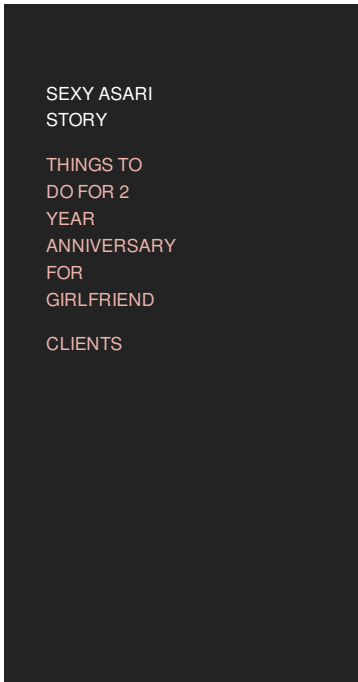 SEXY ASARI
STORY
THINGS TO
DO FOR 2
YEAR
ANNIVERSARY
FOR
GIRLFRIEND
CLIENTS